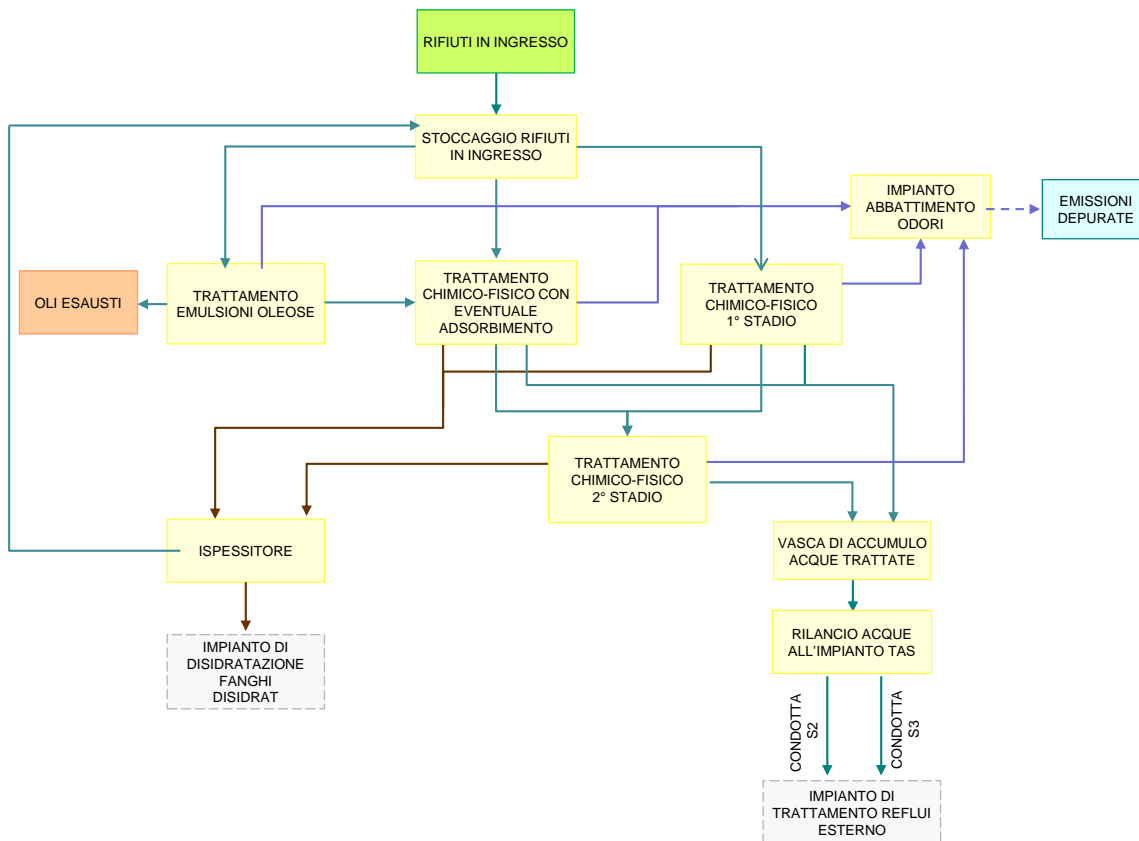 RIFIUTI IN INGRESSO
STOCCAGGIO RIFIUTI
IN INGRESSO
IMPIANTO
ABBATTIMENTO
ODORI
EMISSIONI
DEPURATE
OLI ESAUSTI
TRATTAMENTO
EMULSIONI OLEOSE
TRATTAMENTO
CHIMICO-FISICO CON
EVENTUALE
ADSORBIMENTO
TRATTAMENTO
CHIMICO-FISICO
1° STADIO
TRATTAMENTO
CHIMICO-FISICO
2° STADIO
ISPESSITORE
VASCA DI ACCUMULO
ACQUE TRATTATE
IMPIANTO DI
DISIDRATAZIONE
FANGHI
DISIDRAT
RILANCIO ACQUE
ALL'IMPIANTO TAS
CONDOTTA
S2
CONDOTTA
S3
IMPIANTO DI
TRATTAMENTO REFLUI
ESTERNO